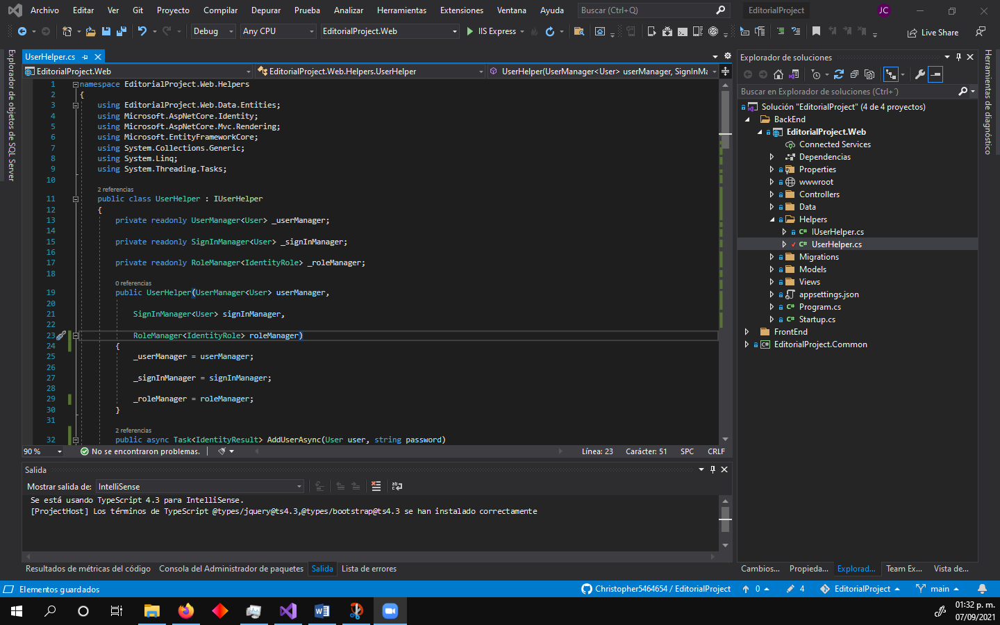 Archivo Editar Ver Git Proyecto Compilar Depurar Prueba Analizar Herramientas Extensiones Ventana Ayuda Buscar (Ctrl+Q) EditorialProject JC
Debug Any CPU EditorialProject.Web IIS Express Live Share
Explorador de objetos de SQL Server
UserHelper.cs
EditorialProject.Web EditorialProject.Web.Helpers.UserHelper UserHelper(UserManager<User> userManager, SignInMa
1 namespace EditorialProject.Web.Helpers
2 {
3 using EditorialProject.Web.Data.Entities;
4 using Microsoft.AspNetCore.Identity;
5 using Microsoft.AspNetCore.Mvc.Rendering;
6 using Microsoft.EntityFrameworkCore;
7 using System.Collections.Generic;
8 using System.Linq;
9 using System.Threading.Tasks;
10
2 referencias
11 public class UserHelper : IUserHelper
12 {
13 private readonly UserManager<User> _userManager;
14
15 private readonly SignInManager<User> _signInManager;
16
17 private readonly RoleManager<IdentityRole> _roleManager;
18
0 referencias
19 public UserHelper(UserManager<User> userManager,
20
21 SignInManager<User> signInManager,
22
23 RoleManager<IdentityRole> roleManager)
24 {
25 _userManager = userManager;
26
27 _signInManager = signInManager;
28
29 _roleManager = roleManager;
30 }
31
2 referencias
32 public async Task<IdentityResult> AddUserAsync(User user, string password)
90 % No se encontraron problemas. Línea: 23 Carácter: 51 SPC CRLF
Salida
Mostrar salida de: IntelliSense
Se está usando TypeScript 4.3 para IntelliSense.
[ProjectHost] Los términos de TypeScript @types/jquery@ts4.3,@types/bootstrap@ts4.3 se han instalado correctamente
Resultados de métricas del código Consola del Administrador de paquetes Salida Lista de errores
Explorador de soluciones
Buscar en Explorador de soluciones (Ctrl+´)
Solución "EditorialProject" (4 de 4 proyectos)
BackEnd
EditorialProject.Web
Connected Services
Dependencias
Properties
wwwroot
Controllers
Data
Helpers
C# IUserHelper.cs
C# UserHelper.cs
Migrations
Models
Views
appsettings.json
C# Program.cs
C# Startup.cs
FrontEnd
C# EditorialProject.Common
Cambios... Propieda... Explorad... Team Ex... Vista de...
Herramientas de diagnóstico
Elementos guardados Christopher5464654 / EditorialProject 0 4 EditorialProject main
01:32 p. m.
07/09/2021